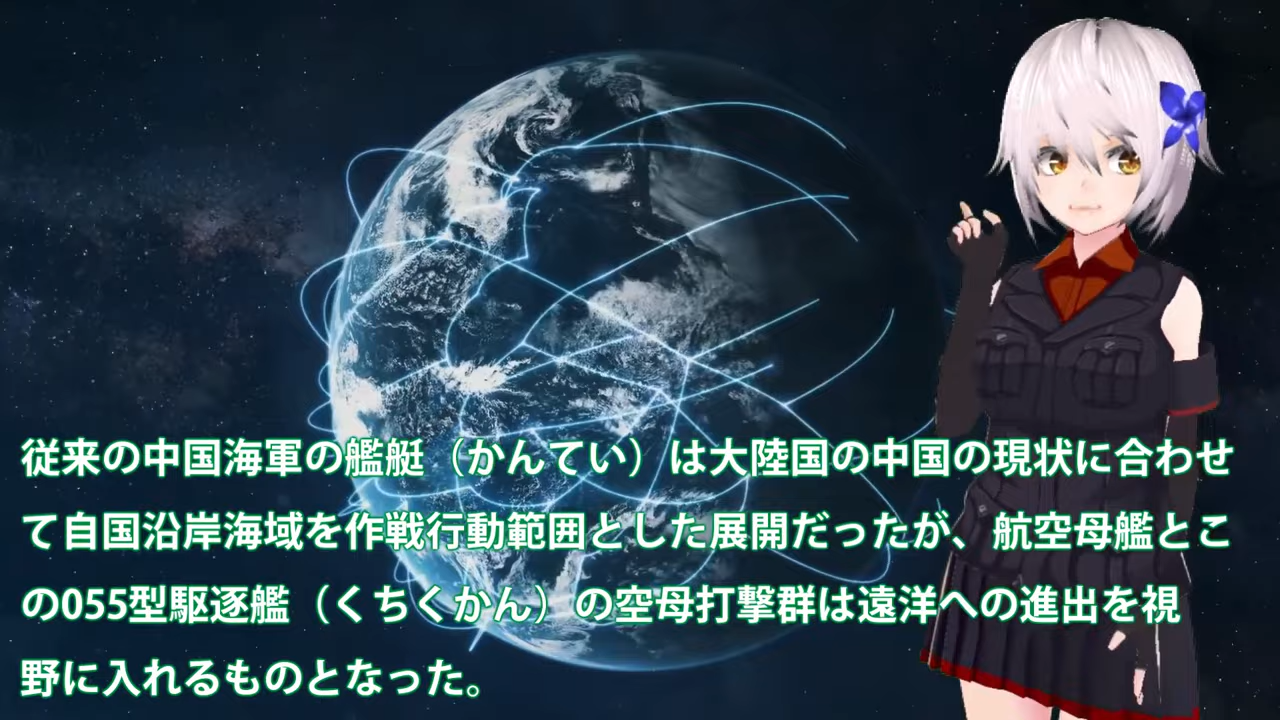 従来の中国海軍の艦艇（かんてい）は大陸国の中国の現状に合わせ
て自国沿岸海域を作戦行動範囲とした展開だったが、航空母艦とこ
の055型駆逐艦（くちくかん）の空母打撃群は遠洋への進出を視
野に入れるものとなった。